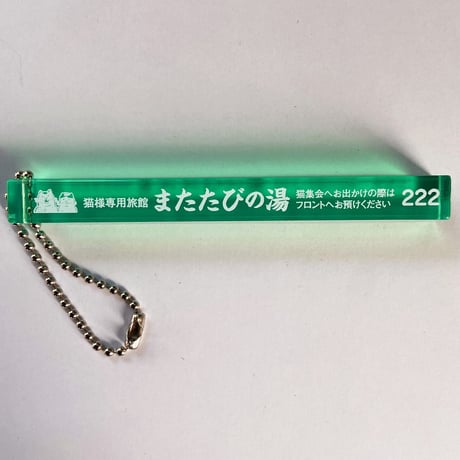 猫様専用旅館
またたびの湯
猫集会へお出かけの際は
フロントへお預けください
222